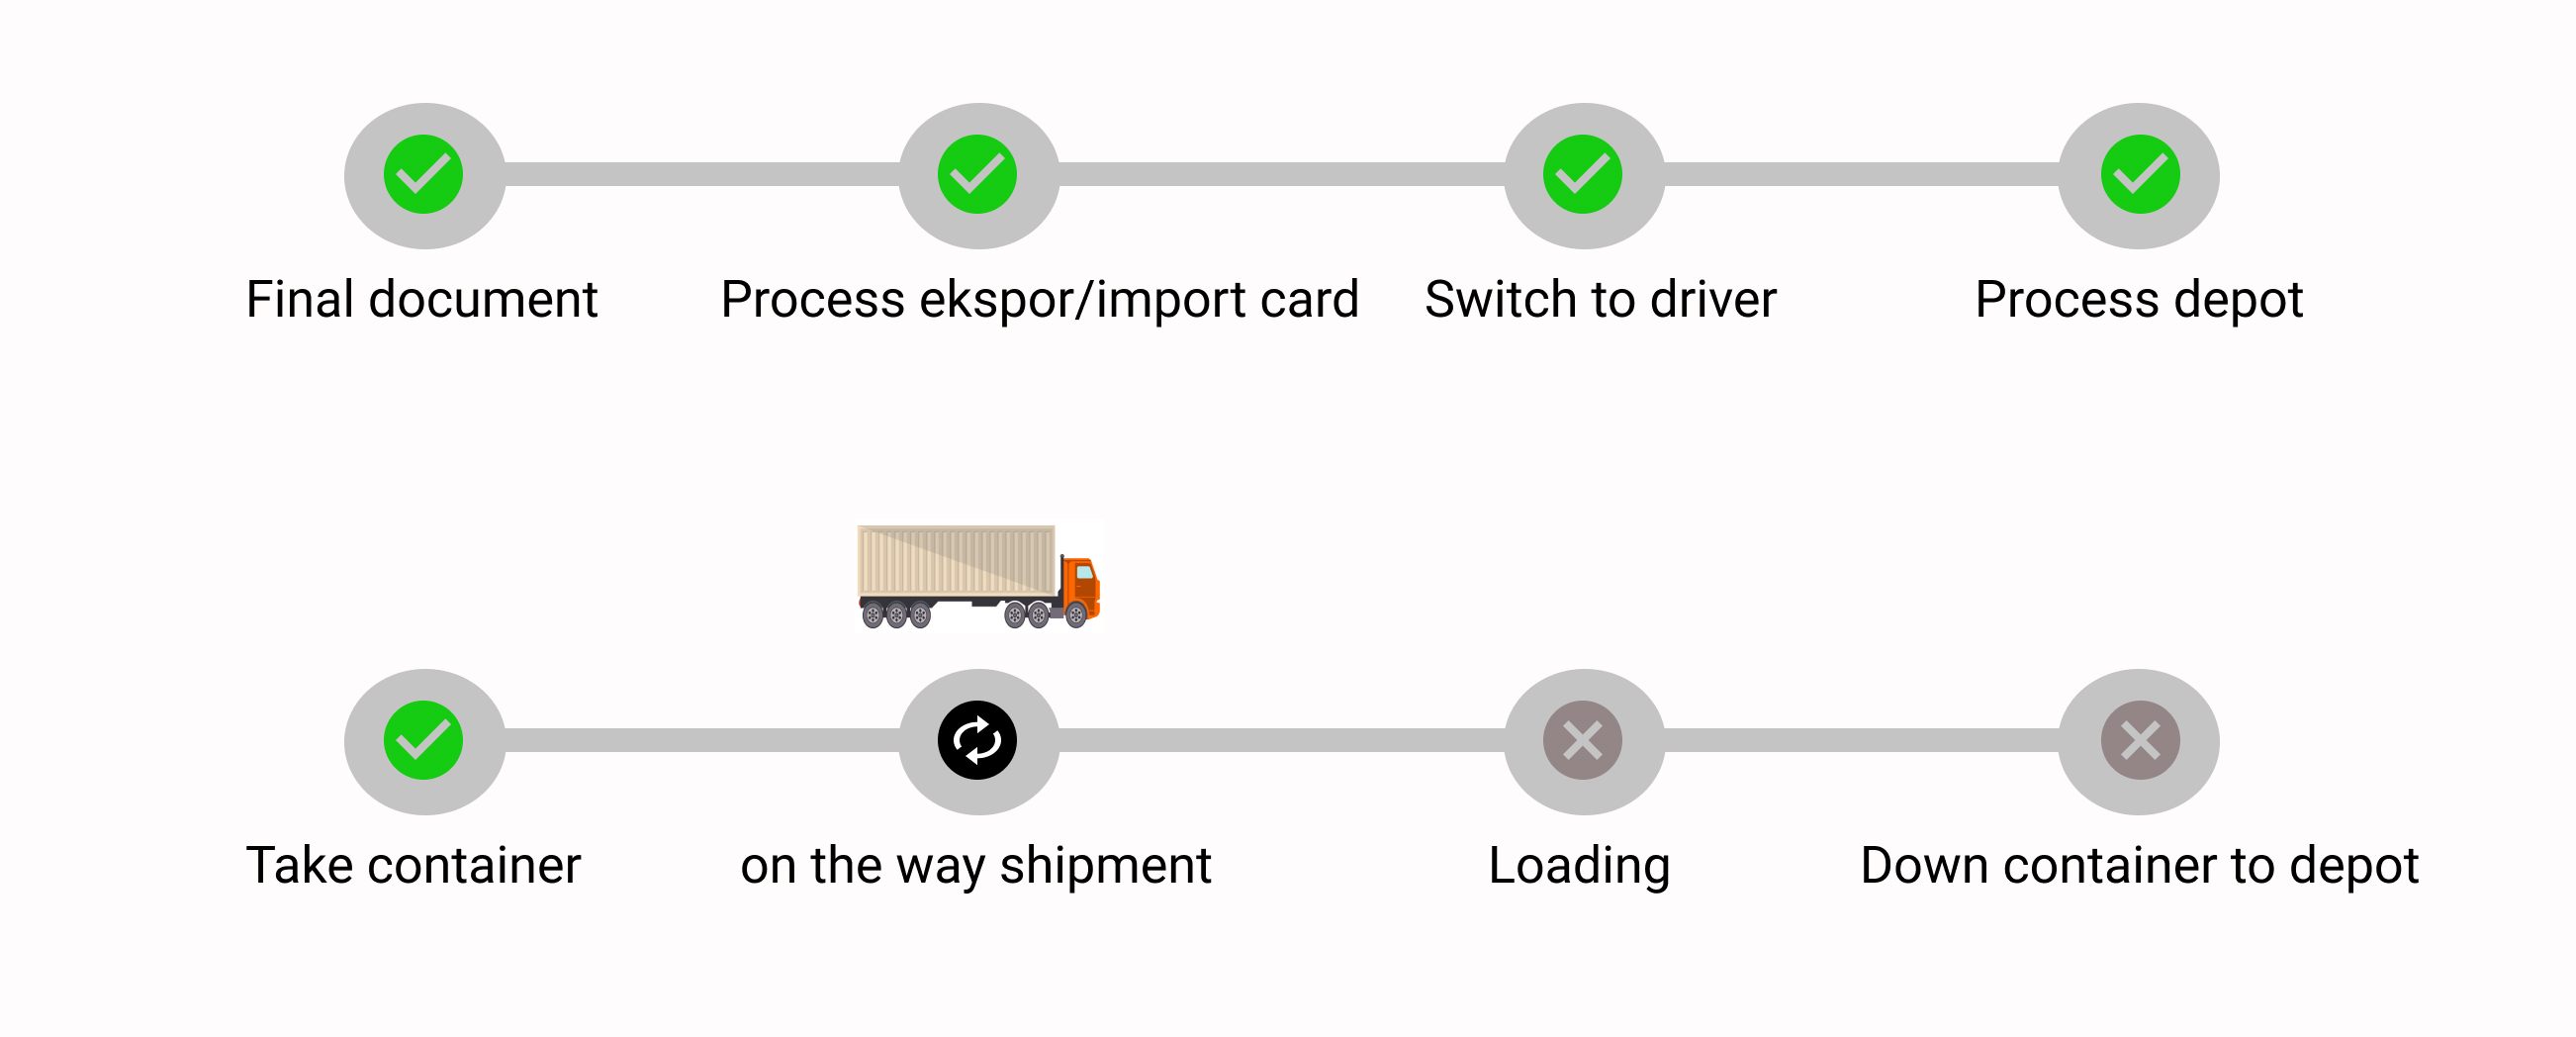 Final document
Process ekspor/import card
Switch to driver
Process depot
Take container
on the way shipment
Loading
Down container to depot